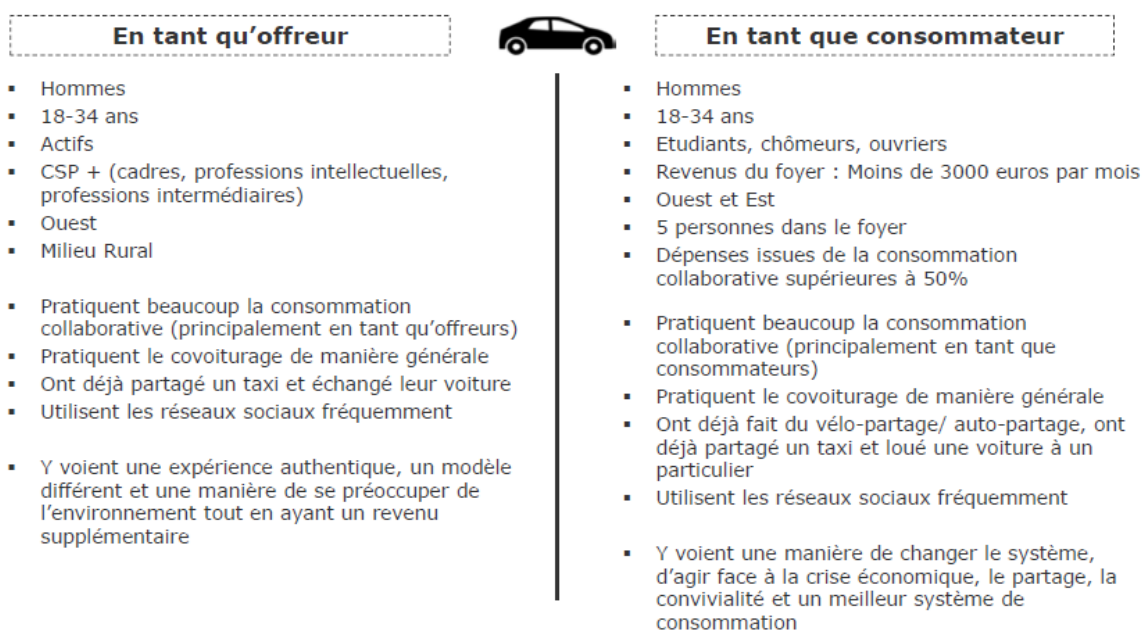 En tant qu'offreur
▪ Hommes
▪ 18-34 ans
▪ Actifs
▪ CSP + (cadres, professions intellectuelles,
professions intermédiaires)
▪ Ouest
▪ Milieu Rural
▪ Pratiquent beaucoup la consommation
collaborative (principalement en tant qu'offreurs)
▪ Pratiquent le covoiturage de manière générale
▪ Ont déjà partagé un taxi et échangé leur voiture
▪ Utilisent les réseaux sociaux fréquemment
▪ Y voient une expérience authentique, un modèle
différent et une manière de se préoccuper de
l'environnement tout en ayant un revenu
supplémentaire
En tant que consommateur
▪ Hommes
▪ 18-34 ans
▪ Etudiants, chômeurs, ouvriers
▪ Revenus du foyer : Moins de 3000 euros par mois
▪ Ouest et Est
▪ 5 personnes dans le foyer
▪ Dépenses issues de la consommation
collaborative supérieures à 50%
▪ Pratiquent beaucoup la consommation
collaborative (principalement en tant que
consommateurs)
▪ Pratiquent le covoiturage de manière générale
▪ Ont déjà fait du vélo-partage/ auto-partage, ont
déjà partagé un taxi et loué une voiture à un
particulier
▪ Utilisent les réseaux sociaux fréquemment
▪ Y voient une manière de changer le système,
d'agir face à la crise économique, le partage, la
convivialité et un meilleur système de
consommation